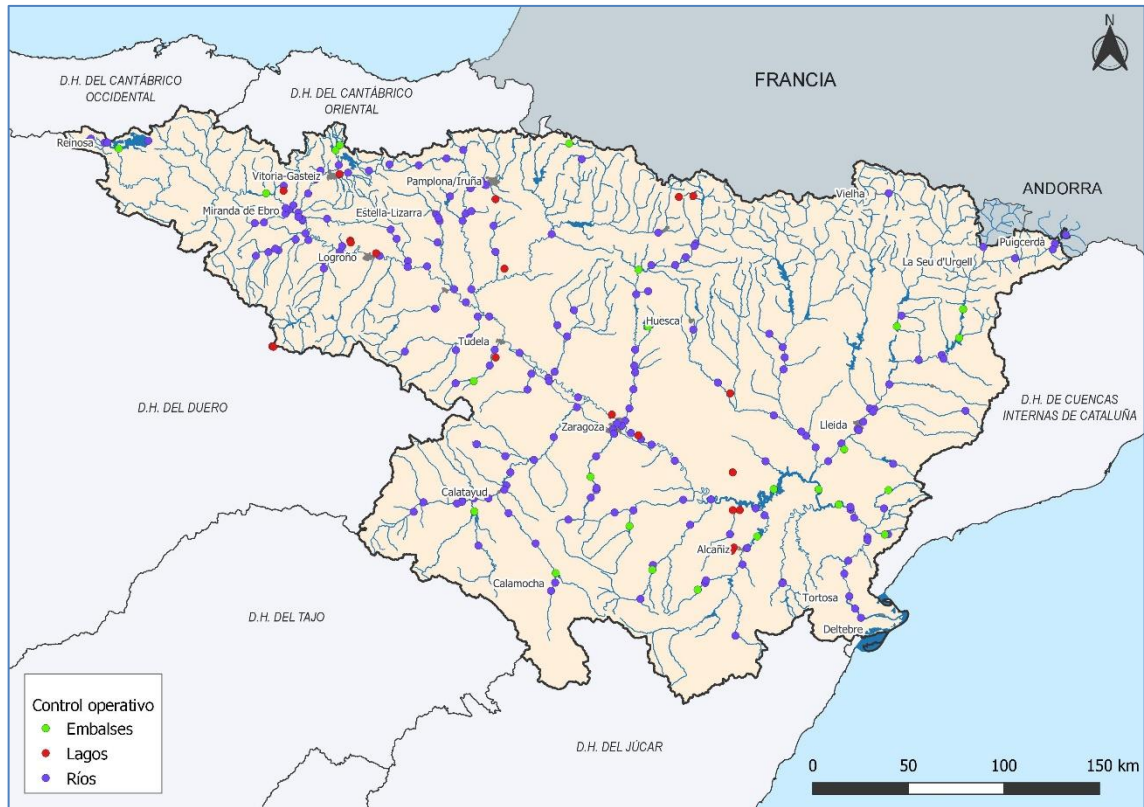 N
FRANCIA
D.H. DEL CANTÁBRICO
OCCIDENTAL
D.H. DEL CANTÁBRICO
ORIENTAL
Reinosa
Vitoria-Gasteiz
Pamplona/Iruña
Vielha
ANDORRA
Miranda de Ebro
Estella-Lizarra
Puigcerdà
Logroño
La Seu d'Urgell
Huesca
Tudela
D.H. DEL DUERO
D.H. DE CUENCAS
INTERNAS DE CATALUÑA
Zaragoza
Lleida
Calatayud
Alcañiz
Calamocha
Tortosa
D.H. DEL TAJO
Deltebre
D.H. DEL JÚCAR
Control operativo
Embalses
Lagos
Ríos
0 50 100 150 km